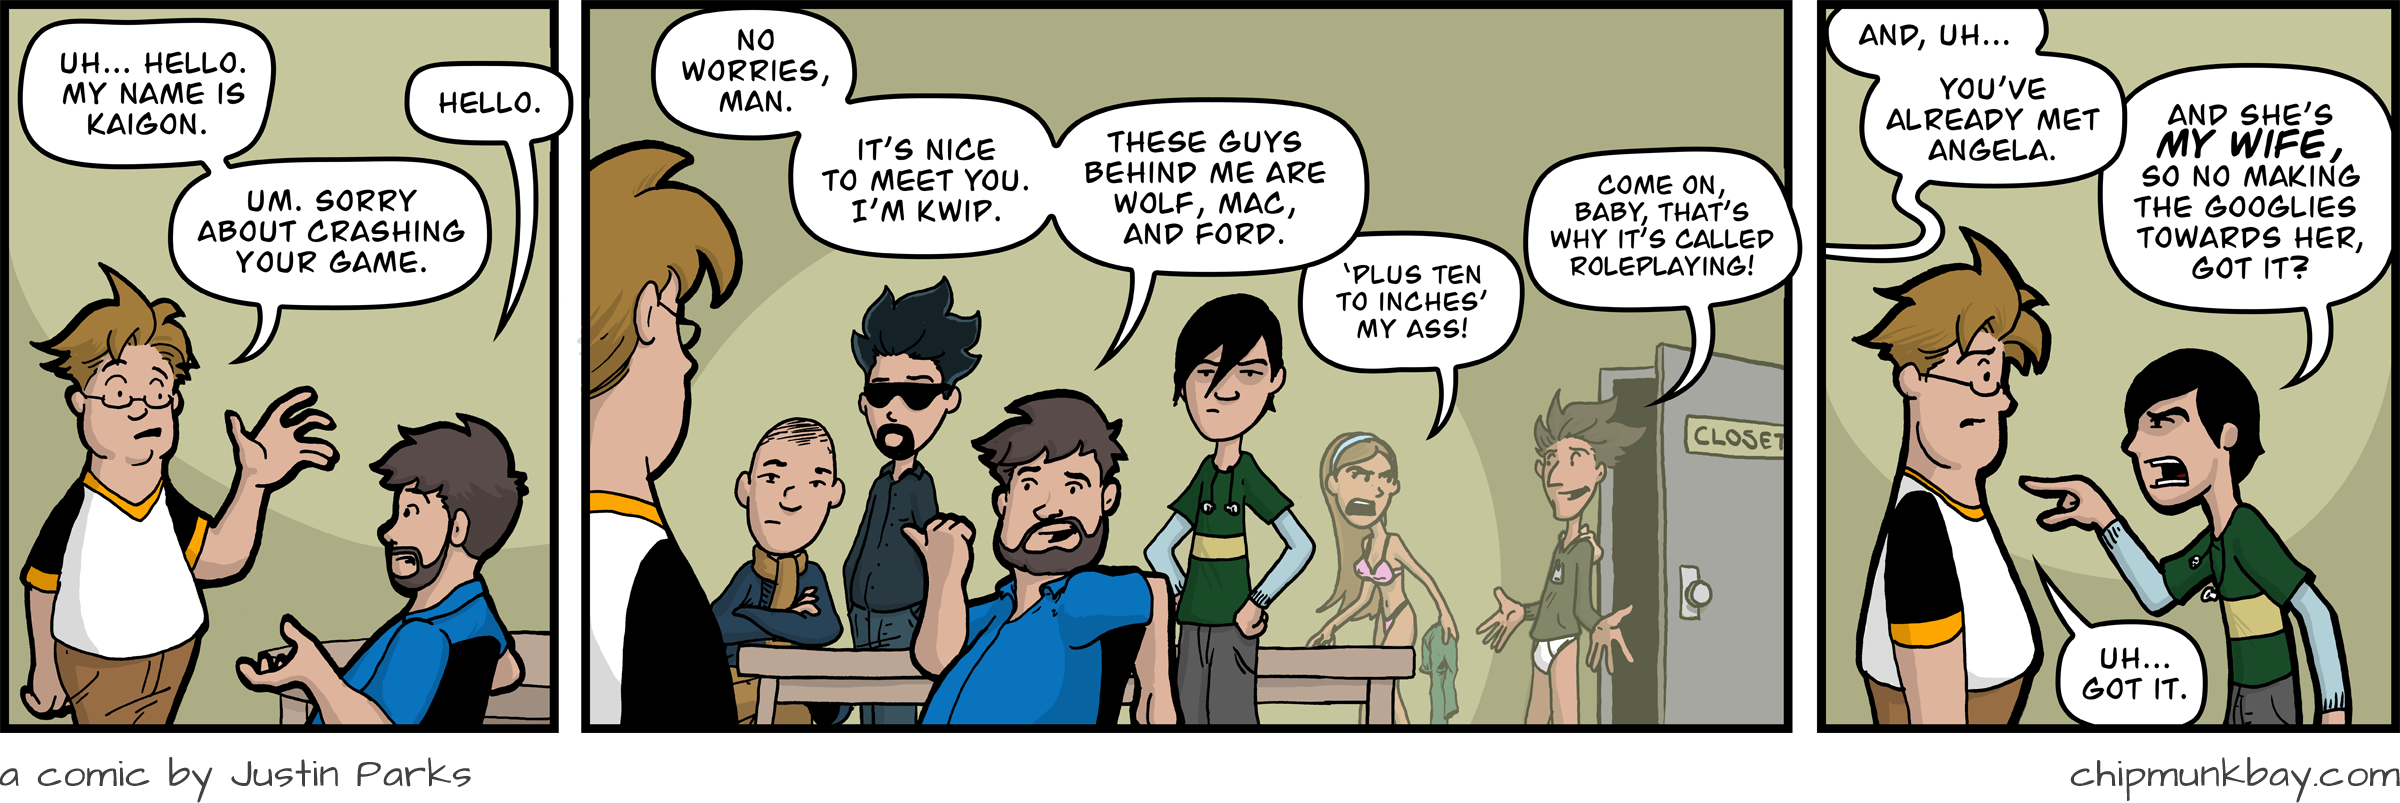 UH... HELLO.
MY NAME IS
KAIGON.
UM. SORRY
ABOUT CRASHING
YOUR GAME.
HELLO.
NO
WORRIES,
MAN.
IT'S NICE
TO MEET YOU.
I'M KWIP.
THESE GUYS
BEHIND ME ARE
WOLF, MAC,
AND FORD.
'PLUS TEN
TO INCHES'
MY ASS!
COME ON,
BABY, THAT'S
WHY IT'S CALLED
ROLEPLAYING!
CLOSET
AND, UH...
YOU'VE
ALREADY MET
ANGELA.
AND SHE'S
MY WIFE,
SO NO MAKING
THE GOOGLIES
TOWARDS HER,
GOT IT?
UH...
GOT IT.
a comic by Justin Parks
chipmunkbay.com